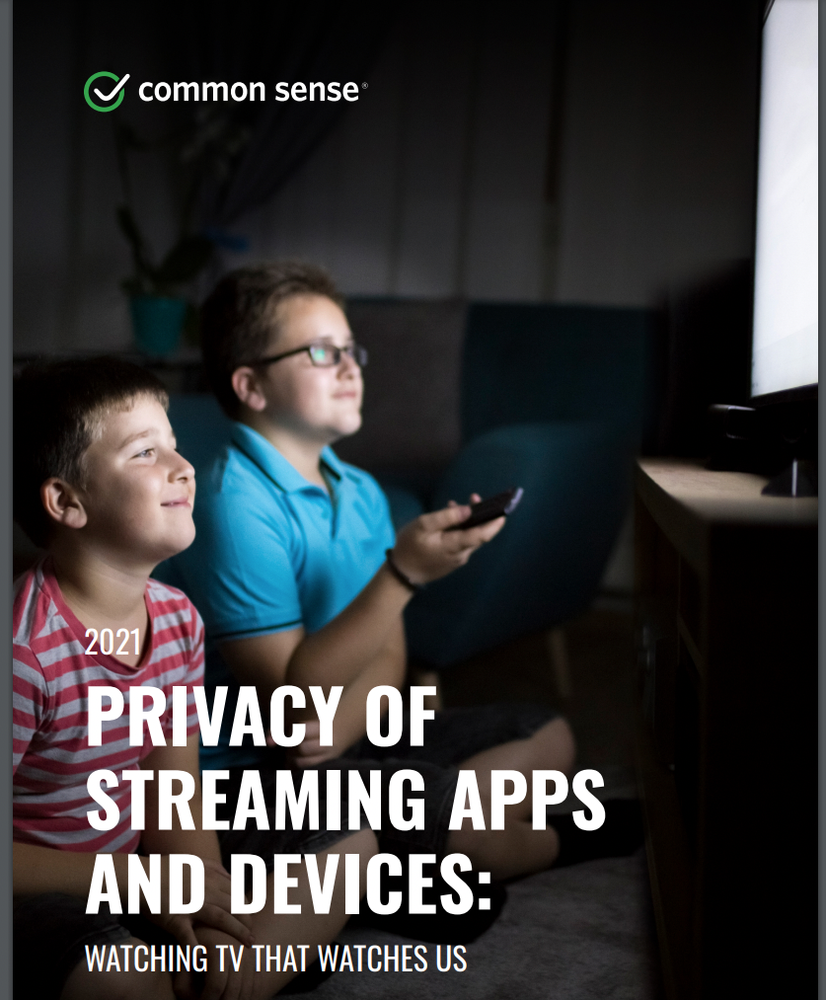 common sense®
2021
PRIVACY OF
STREAMING APPS
AND DEVICES:
WATCHING TV THAT WATCHES US